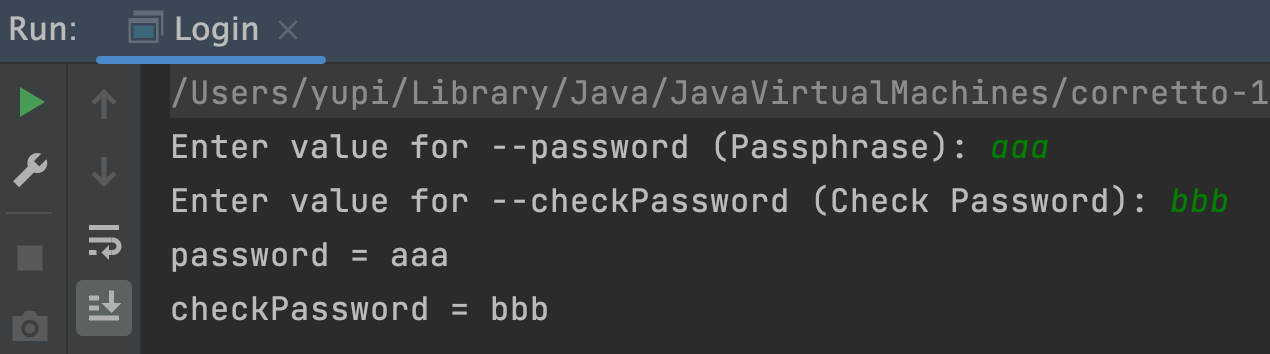 Run: Login
/Users/yupi/Library/Java/JavaVirtualMachines/corretto-1
Enter value for --password (Passphrase): aaa
Enter value for --checkPassword (Check Password): bbb
password = aaa
checkPassword = bbb